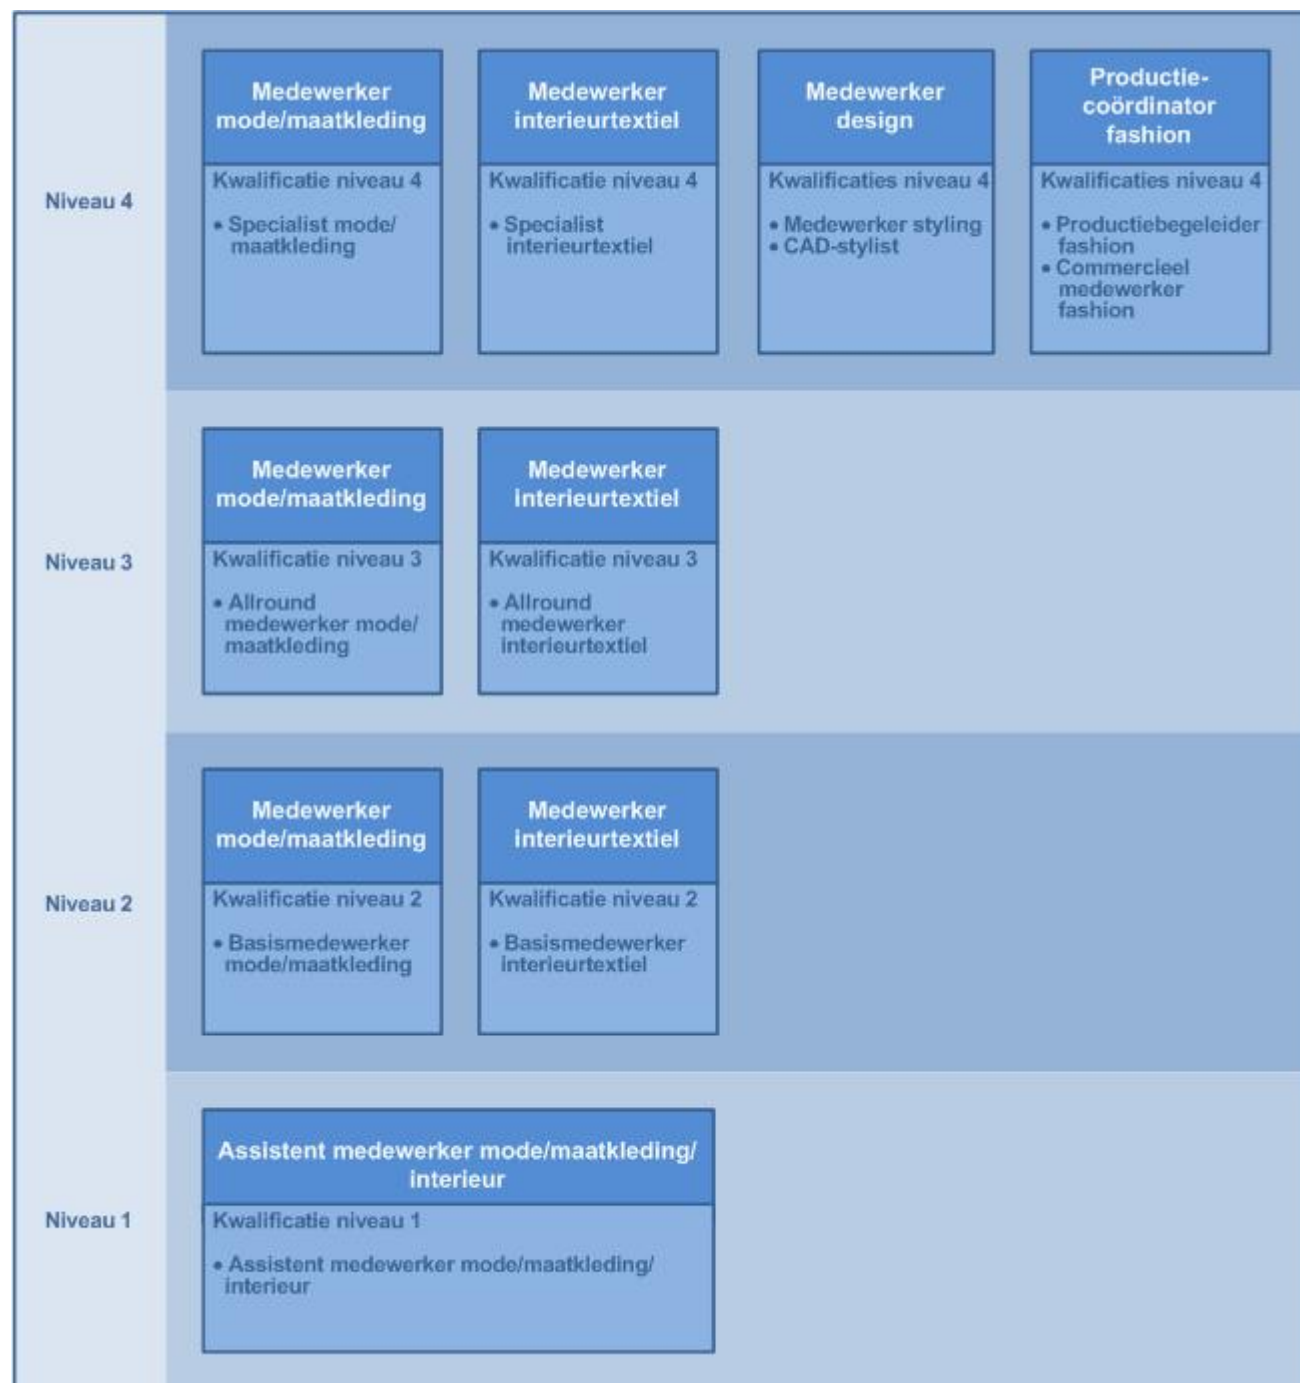 Niveau 4
Medewerker
mode/maatkleding
Kwalificatie niveau 4
• Specialist mode/
maatkleding
Medewerker
interieurtextiel
Kwalificatie niveau 4
• Specialist
interieurtextiel
Medewerker
design
Kwalificaties niveau 4
• Medewerker styling
• CAD-stylist
Productie-
coördinator
fashion
Kwalificaties niveau 4
• Productiebegeleider
fashion
• Commercieel
medewerker
fashion
Niveau 3
Medewerker
mode/maatkleding
Kwalificatie niveau 3
• Allround
medewerker mode/
maatkleding
Medewerker
interieurtextiel
Kwalificatie niveau 3
• Allround
medewerker
interieurtextiel
Niveau 2
Medewerker
mode/maatkleding
Kwalificatie niveau 2
• Basismedewerker
mode/maatkleding
Medewerker
interieurtextiel
Kwalificatie niveau 2
• Basismedewerker
interieurtextiel
Niveau 1
Assistent medewerker mode/maatkleding/
interieur
Kwalificatie niveau 1
• Assistent medewerker mode/maatkleding/
interieur